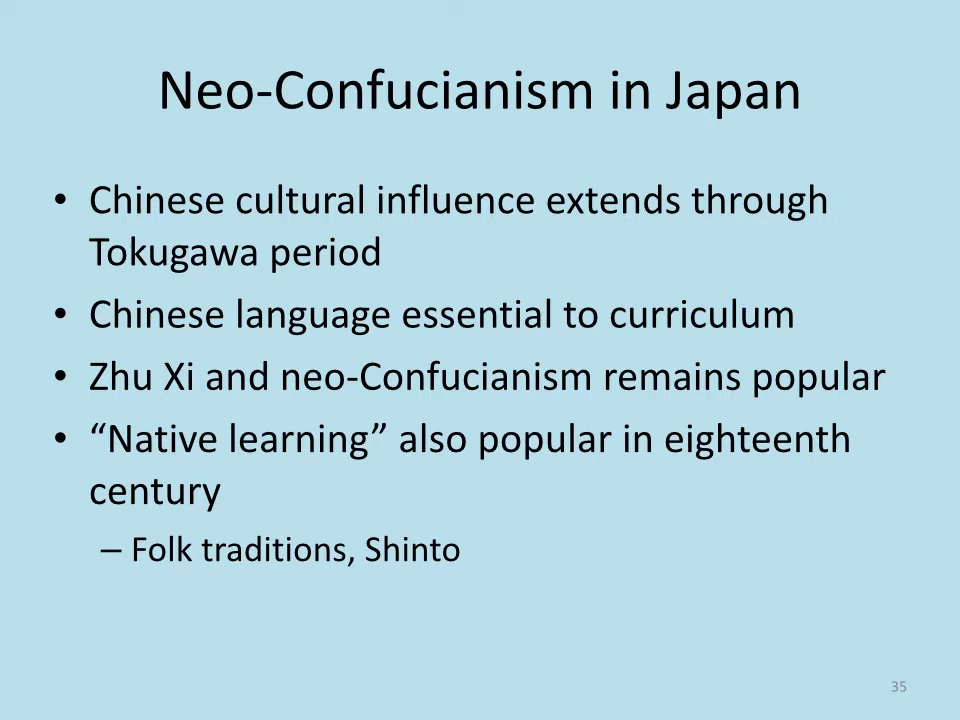 Neo-Confucianism in Japan
• Chinese cultural influence extends through
Tokugawa period
• Chinese language essential to curriculum
• Zhu Xi and neo-Confucianism remains popular
• “Native learning” also popular in eighteenth
century
– Folk traditions, Shinto
35